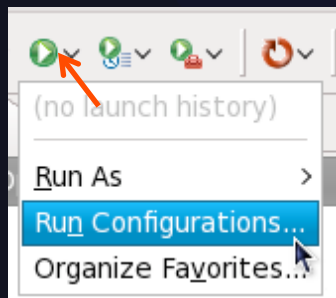 (no launch history)
Run As
Run Configurations...
Organize Favorites...